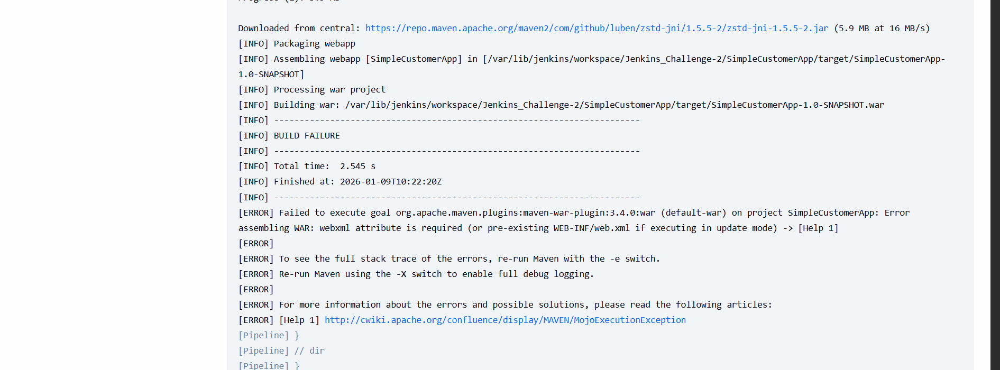 Downloaded from central: https://repo.maven.apache.org/maven2/com/github/luben/zstd-jni/1.5.5-2/zstd-jni-1.5.5-2.jar (5.9 MB at 16 MB/s)
[INFO] Packaging webapp
[INFO] Assembling webapp [SimpleCustomerApp] in [/var/lib/jenkins/workspace/Jenkins_Challenge-2/SimpleCustomerApp/target/SimpleCustomerApp-
1.0-SNAPSHOT]
[INFO] Processing war project
[INFO] Building war: /var/lib/jenkins/workspace/Jenkins_Challenge-2/SimpleCustomerApp/target/SimpleCustomerApp-1.0-SNAPSHOT.war
[INFO] ------------------------------------------------------------------------
[INFO] BUILD FAILURE
[INFO] ------------------------------------------------------------------------
[INFO] Total time:  2.545 s
[INFO] Finished at: 2026-01-09T10:22:20Z
[INFO] ------------------------------------------------------------------------
[ERROR] Failed to execute goal org.apache.maven.plugins:maven-war-plugin:3.4.0:war (default-war) on project SimpleCustomerApp: Error
assembling WAR: webxml attribute is required (or pre-existing WEB-INF/web.xml if executing in update mode) -> [Help 1]
[ERROR]
[ERROR] To see the full stack trace of the errors, re-run Maven with the -e switch.
[ERROR] Re-run Maven using the -X switch to enable full debug logging.
[ERROR]
[ERROR] For more information about the errors and possible solutions, please read the following articles:
[ERROR] [Help 1] http://cwiki.apache.org/confluence/display/MAVEN/MojoExecutionException
[Pipeline] }
[Pipeline] // dir
[Pipeline] }